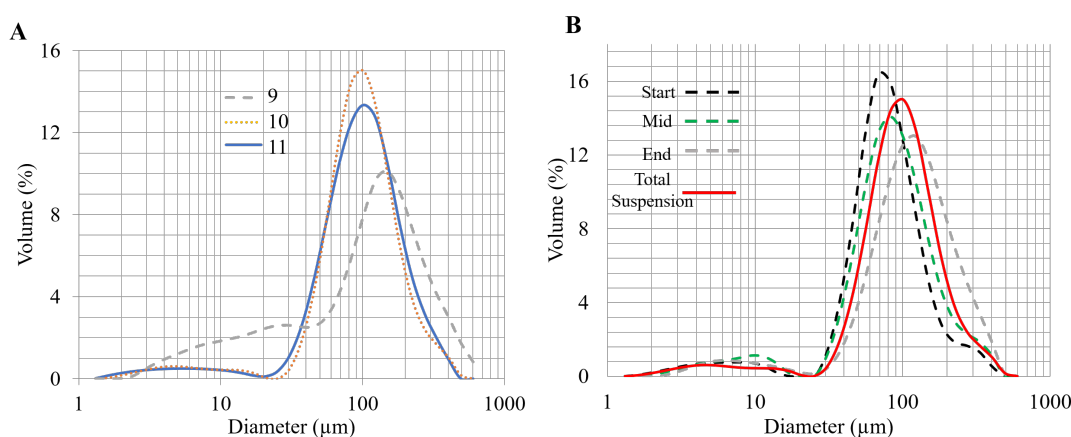 A
16
12
8
4
0
1
10
100
1000
Volume (%)
Diameter (µm)
9
10
11
B
16
12
8
4
0
1
10
100
1000
Volume (%)
Diameter (µm)
Start
Mid
End
Total
Suspension